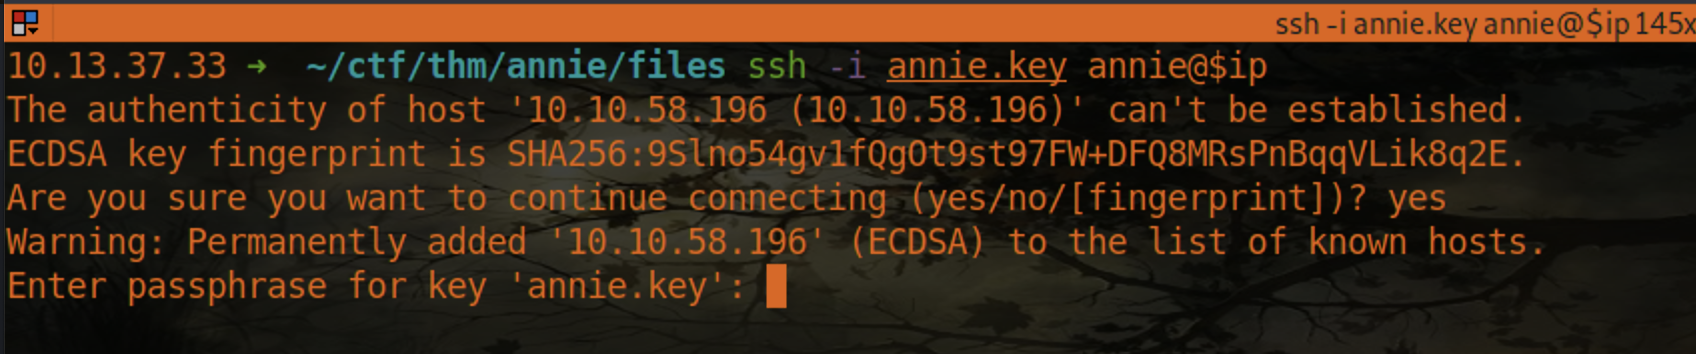 ssh -i annie.key annie@$ip 145x
10.13.37.33 → ~/ctf/thm/annie/files ssh -i annie.key annie@$ip
The authenticity of host '10.10.58.196 (10.10.58.196)' can't be established.
ECDSA key fingerprint is SHA256:9Slno54gv1fQgOt9st97FW+DFQ8MRsPnBqqVLik8q2E.
Are you sure you want to continue connecting (yes/no/[fingerprint])? yes
Warning: Permanently added '10.10.58.196' (ECDSA) to the list of known hosts.
Enter passphrase for key 'annie.key':